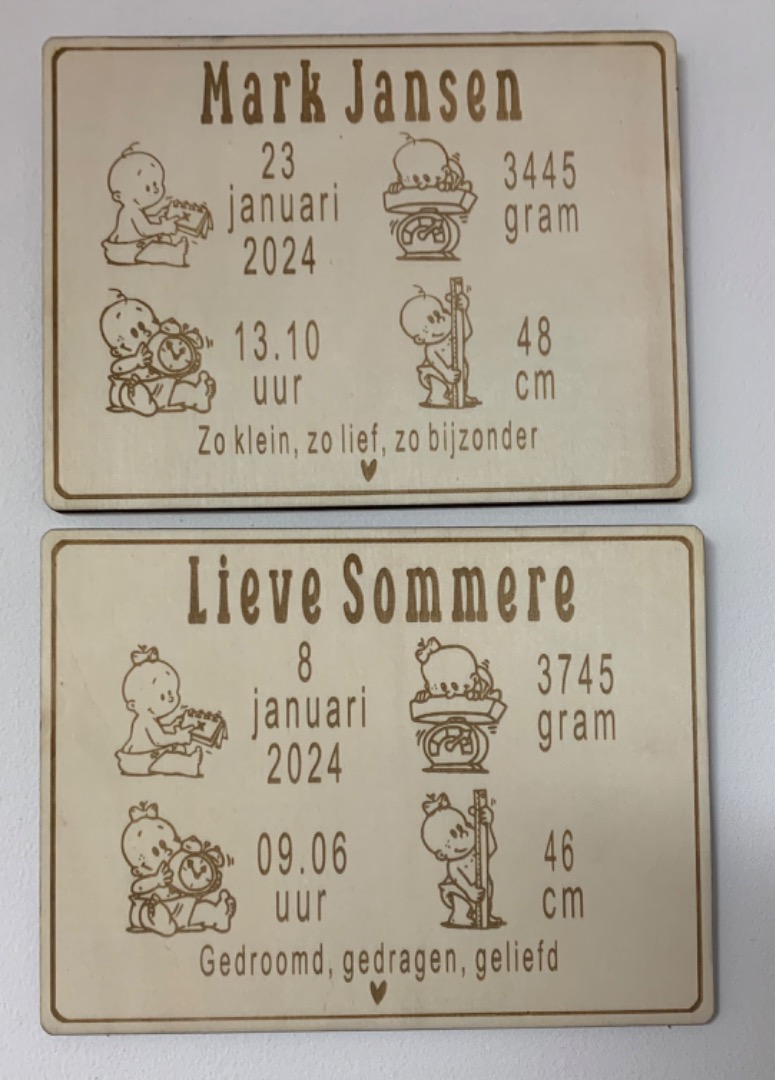 Mark Jansen
23
januari
2024
3445
gram
13.10
uur
48
cm
Zo klein, zo lief, zo bijzonder
Lieve Sommere
8
januari
2024
3745
gram
09.06
uur
46
cm
Gedroomd, gedragen, geliefd